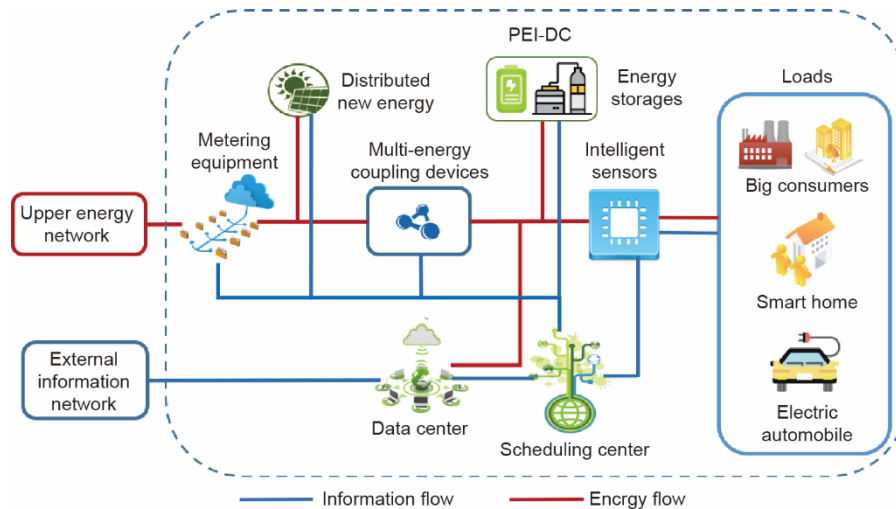 PEI-DC
Distributed
new energy
Energy
storages
Loads
Metering
equipment
Multi-energy
coupling devices
Intelligent
sensors
Big consumers
Upper energy
network
Smart home
External
information
network
Data center
Scheduling center
Electric
automobile
Information flow
Encrgy flow